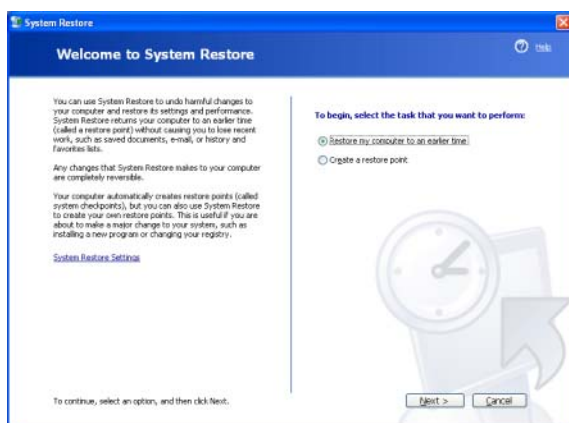 System Restore
Welcome to System Restore
Help
You can use System Restore to undo harmful changes to
your computer and restore its settings and performance.
System Restore returns your computer to an earlier time
(called a restore point) without causing you to lose recent
work, such as saved documents, e-mail, or history and
favorites lists.
Any changes that System Restore makes to your computer
are completely reversible.
Your computer automatically creates restore points (called
system checkpoints), but you can also use System Restore
to create your own restore points. This is useful if you are
about to make a major change to your system, such as
installing a new program or changing your registry.
System Restore Settings
To begin, select the task that you want to perform:
Restore my computer to an earlier time
Create a restore point
To continue, select an option, and then click Next.
Next >
Cancel